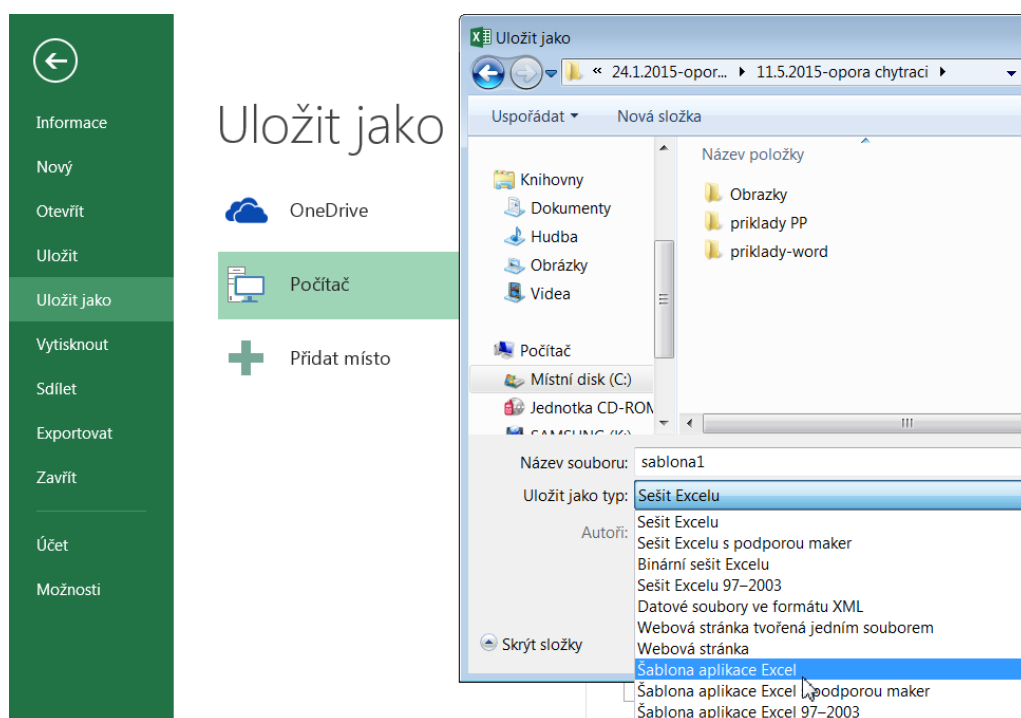 Informace
Nový
Otevřít
Uložit
Uložit jako
Vytisknout
Sdílet
Exportovat
Zavřít
Účet
Možnosti
Uložit jako
OneDrive
Počítač
Přidat místo
Uložit jako
« 24.1.2015-opor... 11.5.2015-opora chytraci
Uspořádat Nová složka
Knihovny
Dokumenty
Hudba
Obrázky
Videa
Počítač
Místní disk (C:)
Jednotka CD-ROM
SAMSUNG (K:)
Název položky
Obrazky
priklady PP
priklady-word
Název souboru: sablona1
Uložit jako typ: Sešit Excelu
Autoři:
Sešit Excelu
Sešit Excelu s podporou maker
Binární sešit Excelu
Sešit Excelu 97–2003
Datové soubory ve formátu XML
Webová stránka tvořená jedním souborem
Webová stránka
Šablona aplikace Excel
Šablona aplikace Excel s podporou maker
Šablona aplikace Excel 97–2003
Skrýt složky